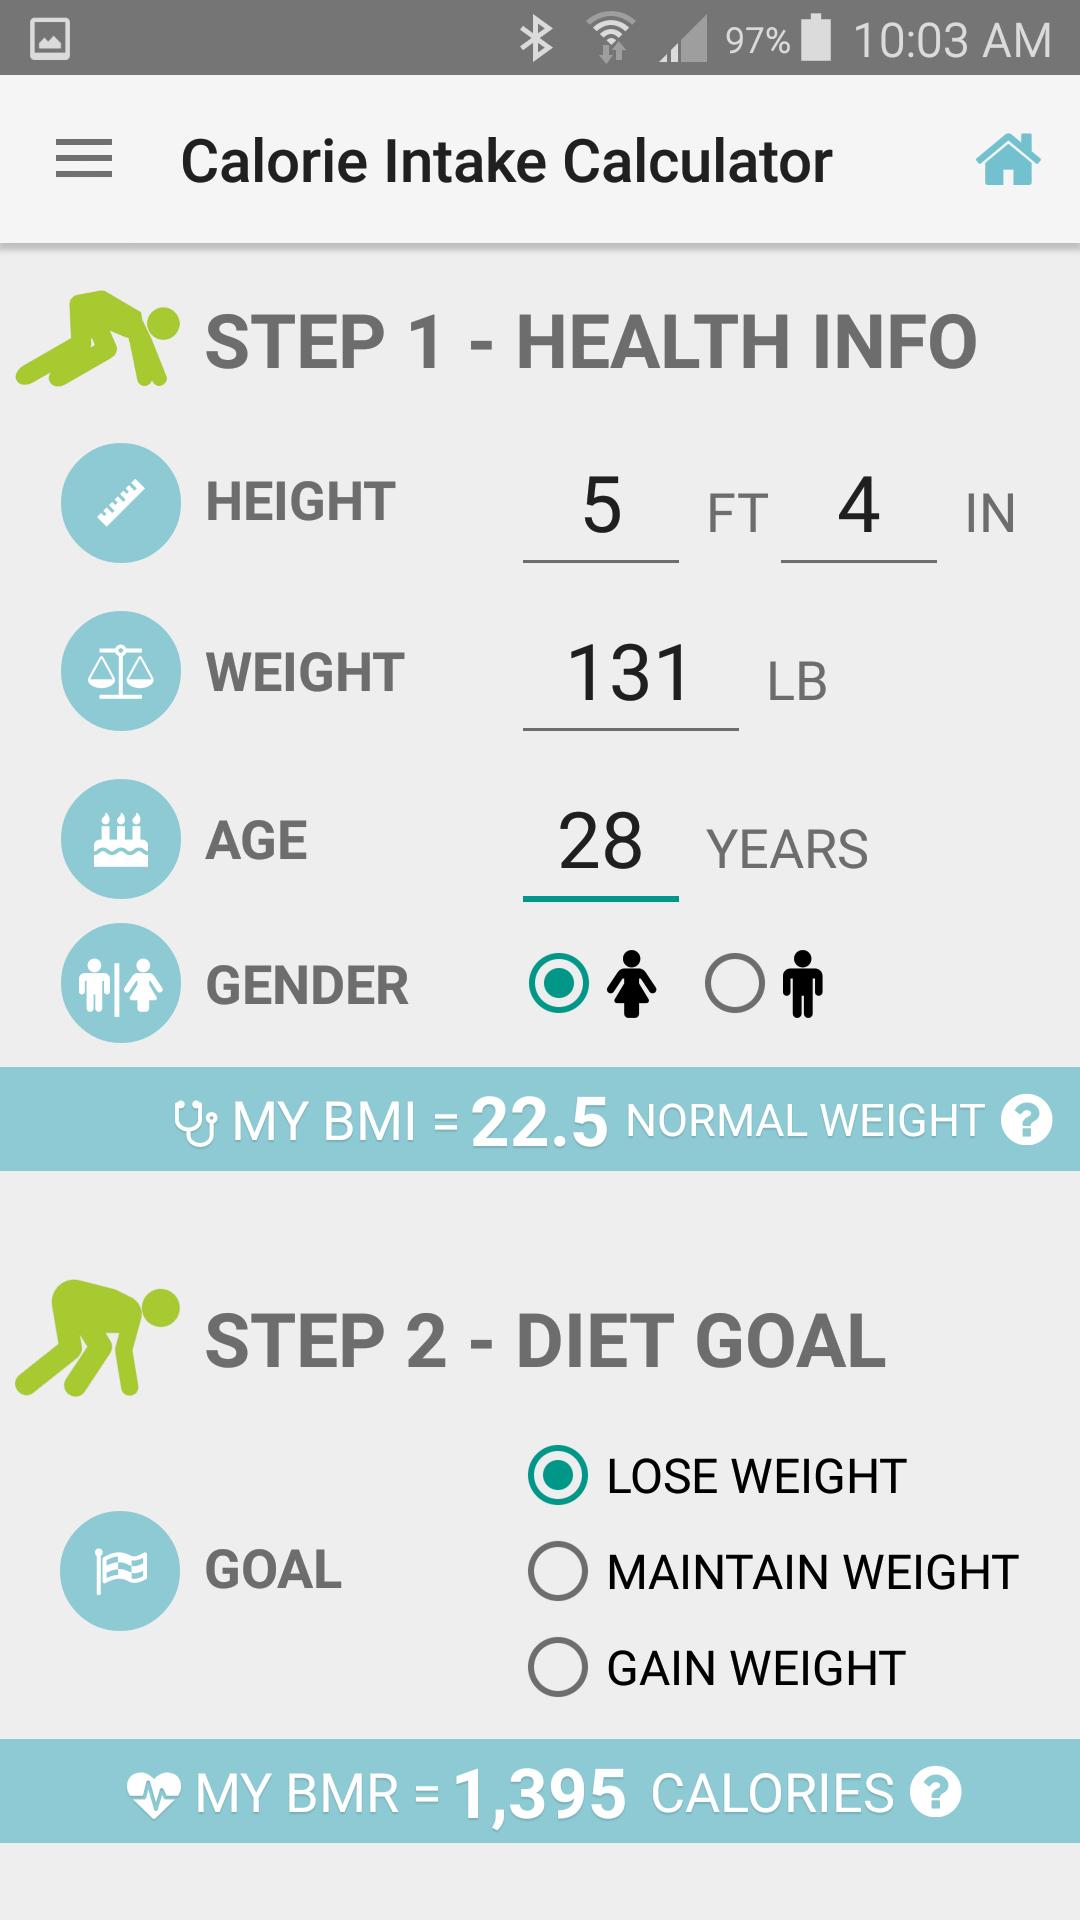 97% 10:03 AM
Calorie Intake Calculator
STEP 1 - HEALTH INFO
HEIGHT 5 FT 4 IN
WEIGHT 131 LB
AGE 28 YEARS
GENDER
MY BMI = 22.5 NORMAL WEIGHT ?
STEP 2 - DIET GOAL
LOSE WEIGHT
GOAL MAINTAIN WEIGHT
GAIN WEIGHT
MY BMR = 1,395 CALORIES ?